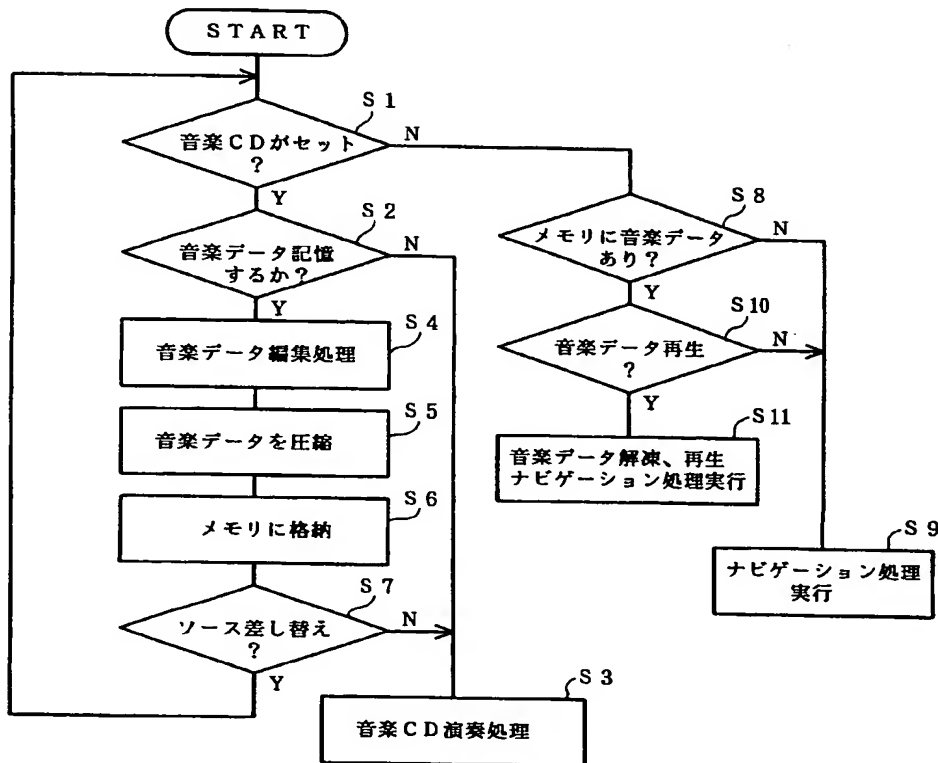 START
S1
音楽CDがセット
?
N
Y
S2
音楽データ記憶
するか?
N
Y
S4
音楽データ編集処理
S5
音楽データを圧縮
S6
メモリに格納
S7
ソース差し替え
?
N
Y
S3
音楽CD演奏処理
S8
メモリに音楽データ
あり?
N
Y
S10
音楽データ再生
?
N
Y
S11
音楽データ解凍、再生
ナビゲーション処理実行
S9
ナビゲーション処理
実行